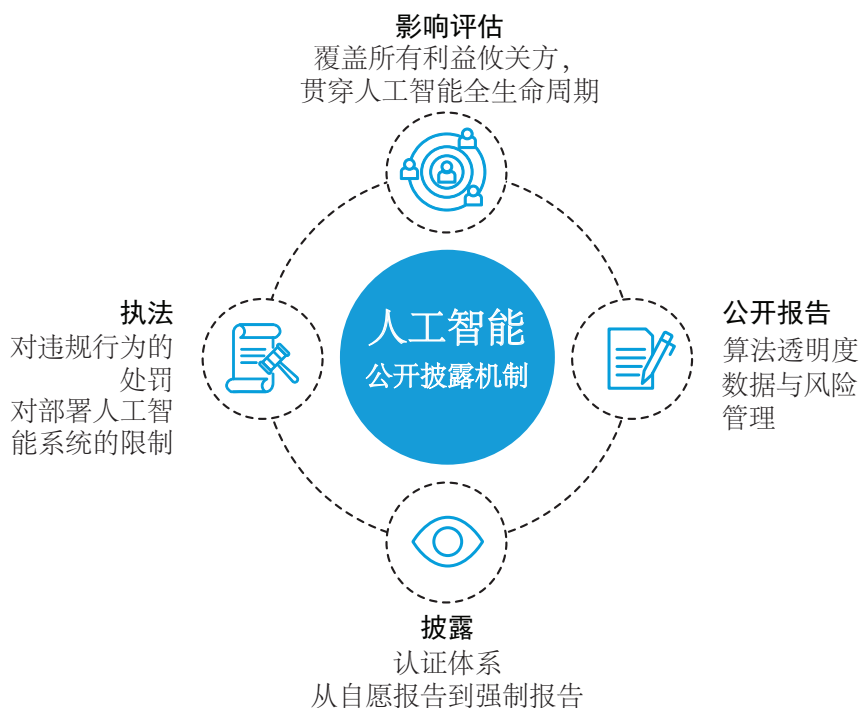 影响评估
覆盖所有利益攸关方，
贯穿人工智能全生命周期
执法
对违规行为的
处罚
对部署人工智
能系统的限制
人工智能
公开披露机制
公开报告
算法透明度
数据与风险
管理
披露
认证体系
从自愿报告到强制报告